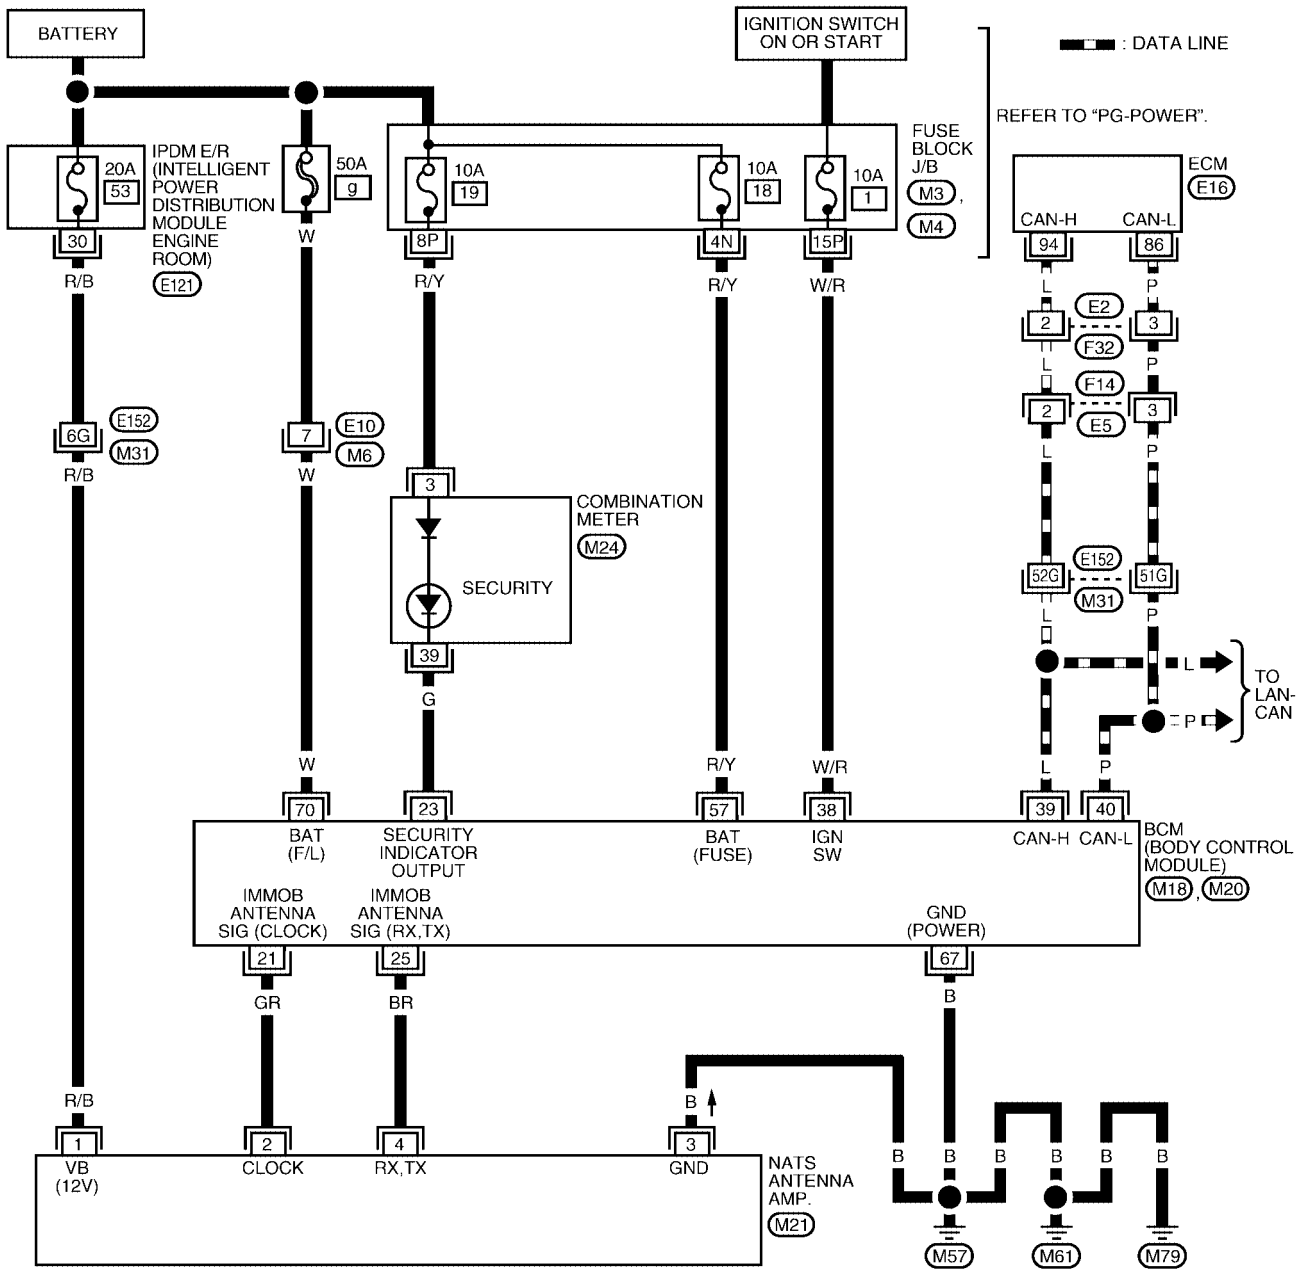 BATTERY
IGNITION SWITCH
ON OR START
: DATA LINE
REFER TO "PG-POWER".
20A
53
IPDM E/R
(INTELLIGENT
POWER
DISTRIBUTION
MODULE
ENGINE
ROOM)
E121
50A
g
10A
19
10A
18
10A
1
FUSE
BLOCK
J/B
M3 ,
M4
ECM
E16
CAN-H
CAN-L
30
W
8P
4N
15P
94
86
R/B
R/Y
R/Y
W/R
L
P
2
E2
3
F32
L
P
F14
2
3
E5
6G
E152
M31
7
E10
M6
R/B
W
L
P
3
COMBINATION
METER
M24
SECURITY
39
52G
E152
51G
M31
L
P
G
L
P
TO
LAN-
CAN
W
R/Y
W/R
L
P
70
23
57
38
39
40
BAT
(F/L)
SECURITY
INDICATOR
OUTPUT
BAT
(FUSE)
IGN
SW
CAN-H
CAN-L
BCM
(BODY CONTROL
MODULE)
M18 , M20
IMMOB
ANTENNA
SIG (CLOCK)
IMMOB
ANTENNA
SIG (RX,TX)
GND
(POWER)
21
25
67
GR
BR
B
R/B
B
1
2
4
3
VB
(12V)
CLOCK
RX,TX
GND
NATS
ANTENNA
AMP.
M21
B
B
B
B
B
B
M57
M61
M79